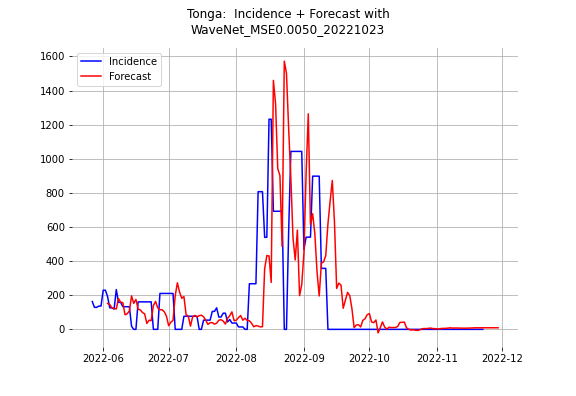 Tonga:  Incidence + Forecast with
WaveNet_MSE0.0050_20221023
Incidence
Forecast
1600
1400
1200
1000
800
600
400
200
0
2022-06 2022-07 2022-08 2022-09 2022-10 2022-11 2022-12